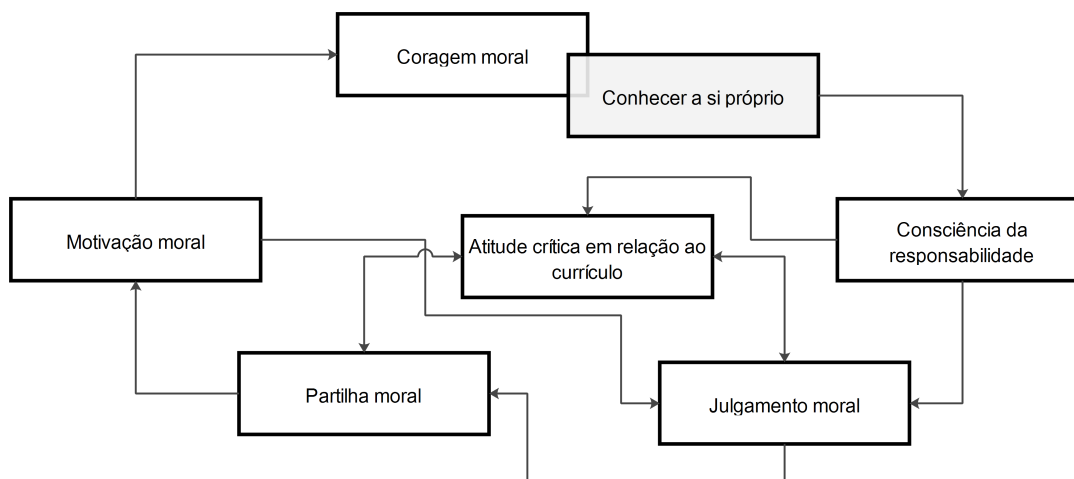 Coragem moral
Conhecer a si próprio
Motivação moral
Atitude crítica em relação ao
currículo
Consciência da
responsabilidade
Partilha moral
Julgamento moral